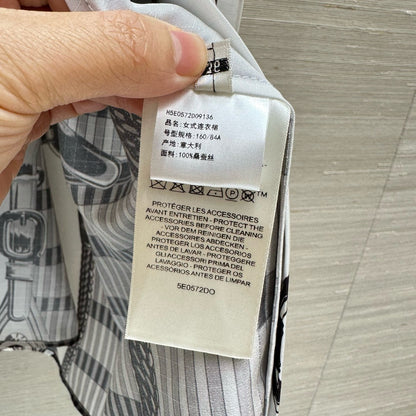 H5E0572D09136
品名：女式连衣裙
号型规格：160/84A
产地：意大利
面料：100%桑蚕丝
PROTÉGER LES ACCESSOIRES
AVANT ENTRETIEN - PROTECT
ACCESSORIES BEFORE CLEANING
- VOR DEM REINIGEN DIE
ACCESSOIRES ABDECKEN -
PROTEGER LOS ACCESORIOS
ANTES DE LAVAR - PROTEGGERE
GLI ACCESSORI PRIMA DEL
LAVAGGIO - PROTEGER OS
ACESSÓRIOS ANTES DE LIMPAR
5E0572DO